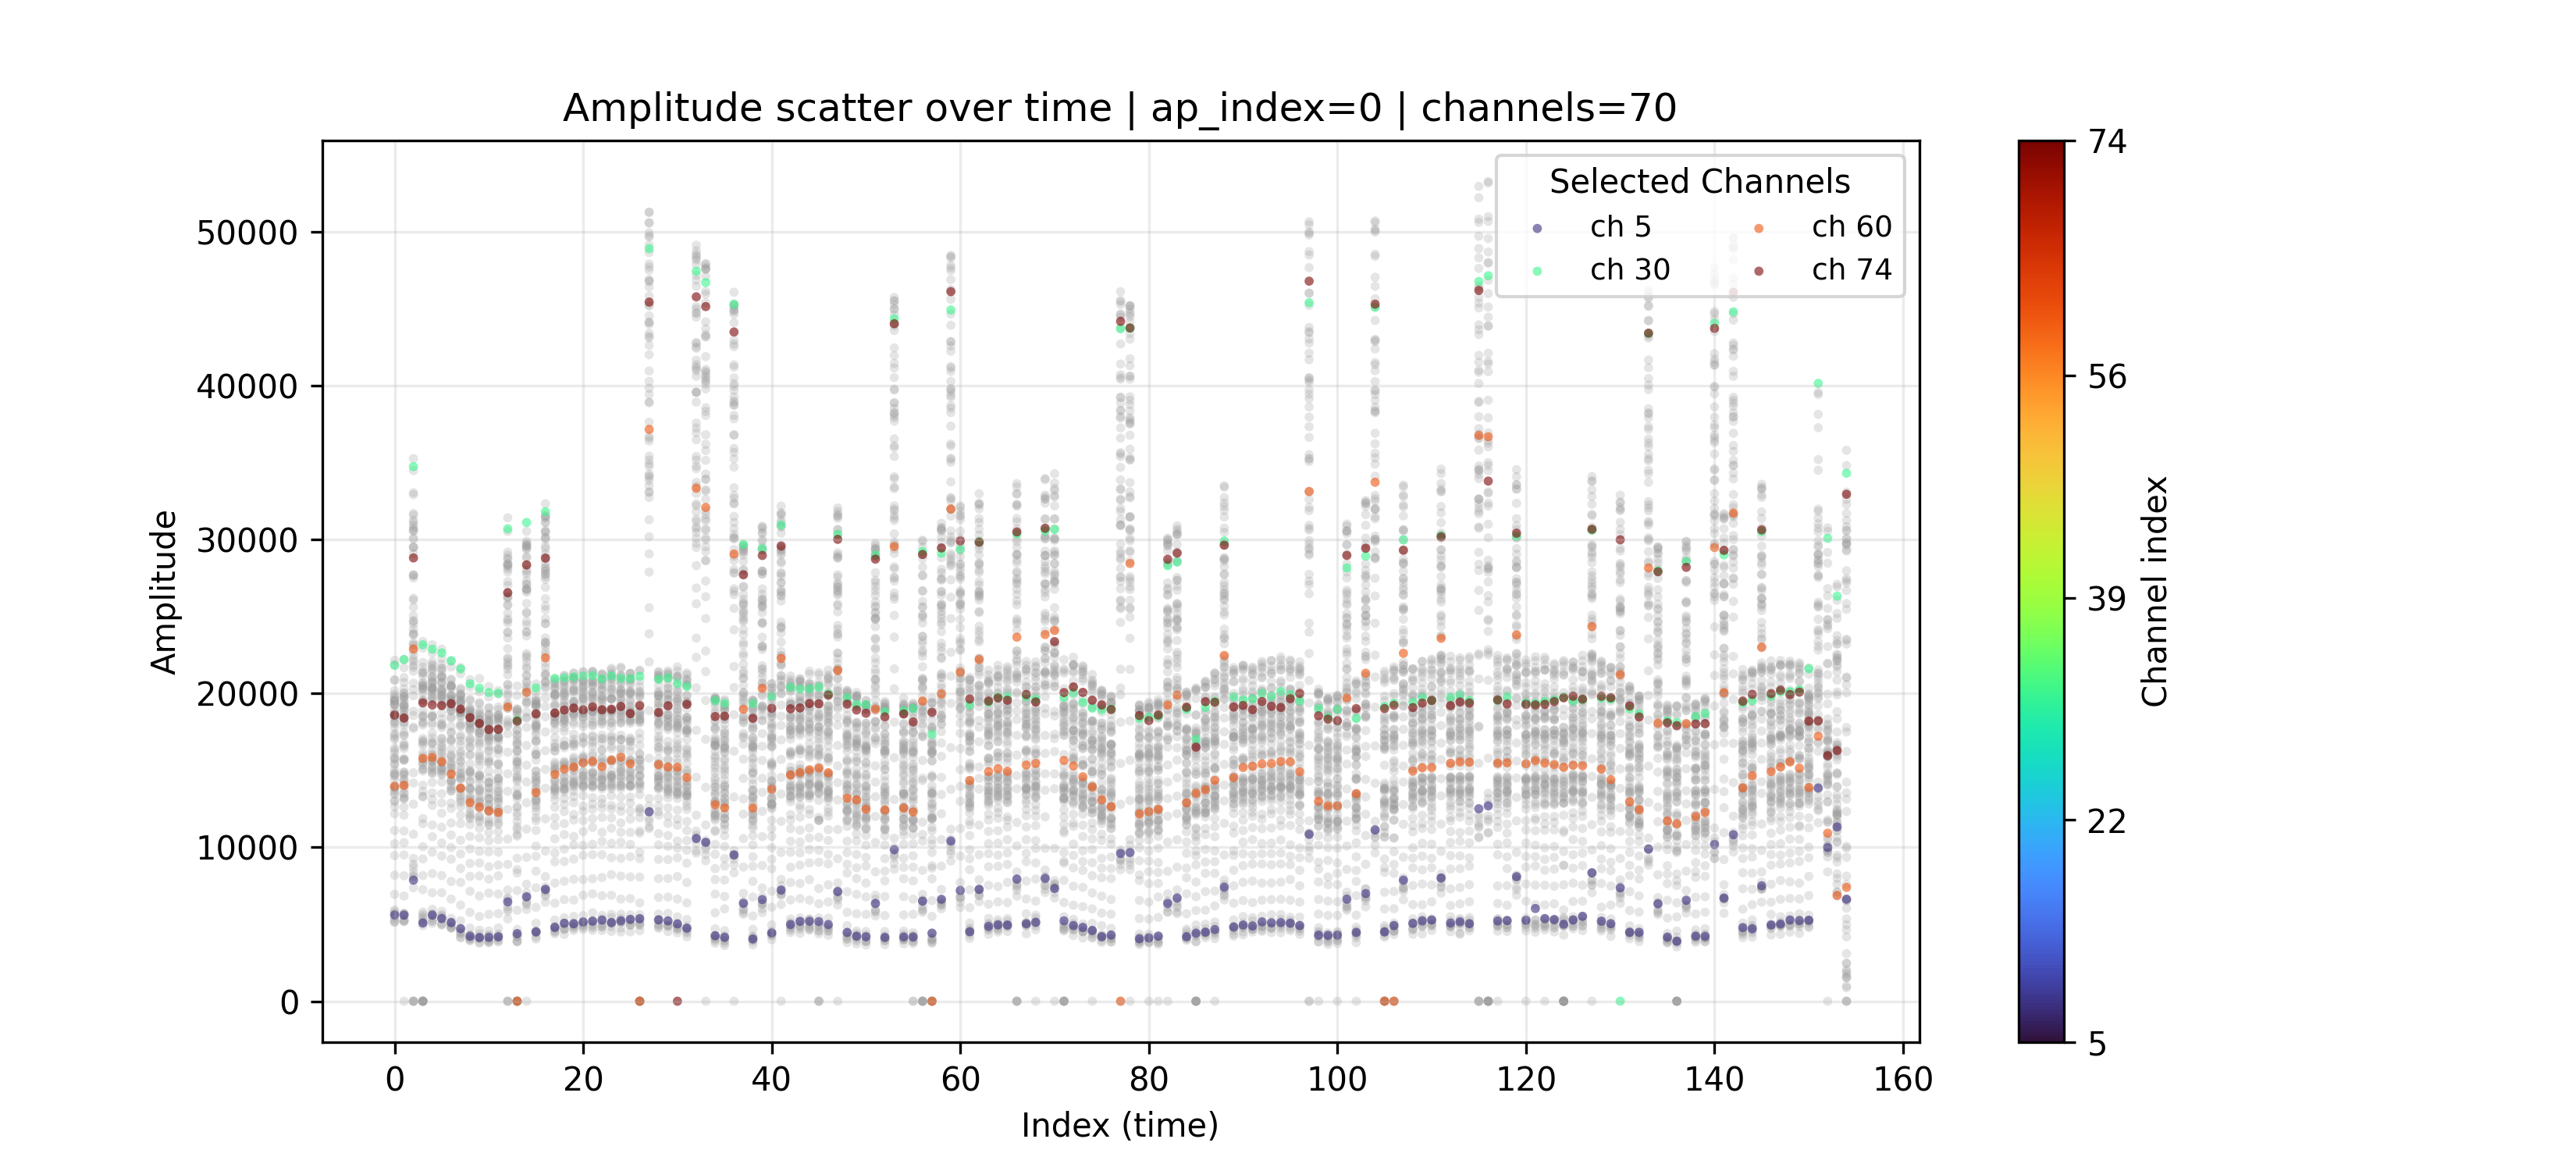 Amplitude scatter over time | ap_index=0 | channels=70
Selected Channels
ch 5
ch 30
ch 60
ch 74
50000
40000
30000
20000
10000
0
Amplitude
0
20
40
60
80
100
120
140
160
Index (time)
74
56
39
22
5
Channel index